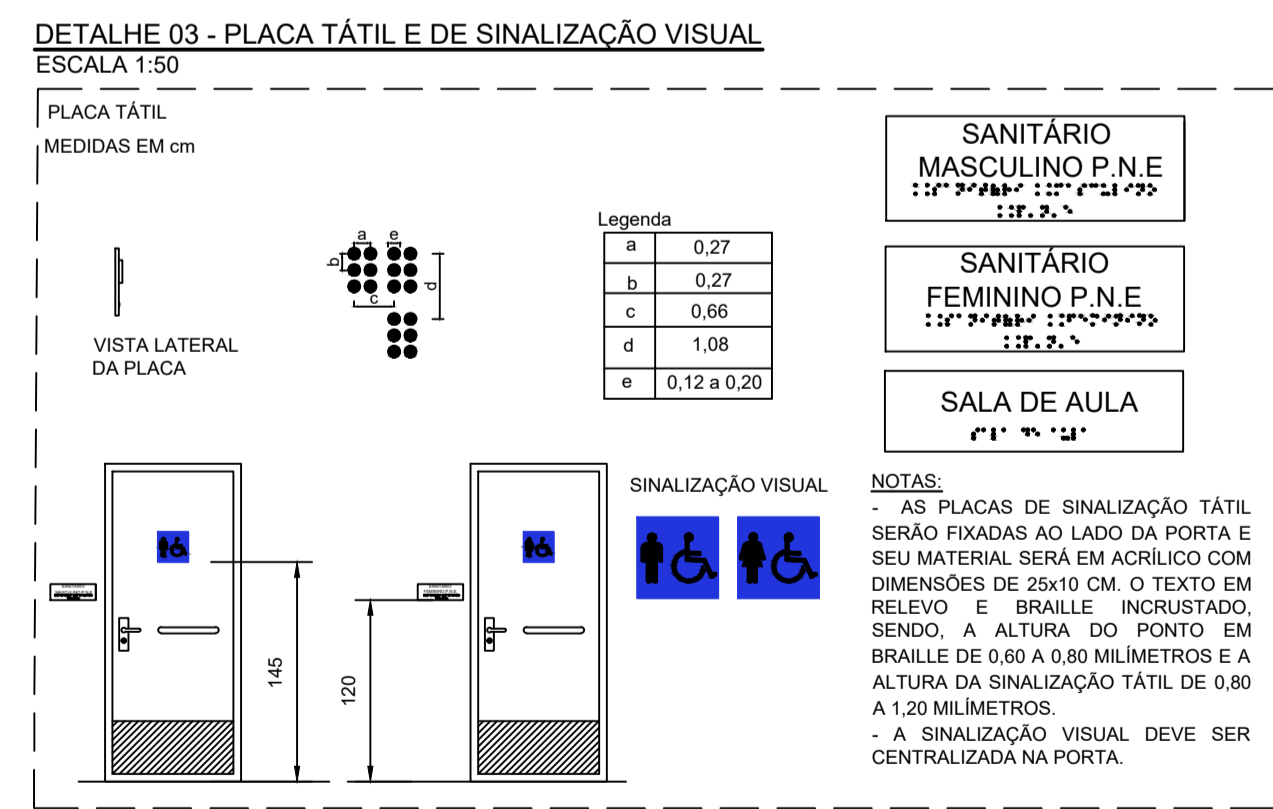 DETALHE 03 - PLACA TÁTIL E DE SINALIZAÇÃO VISUAL
ESCALA 1:50
PLACA TÁTIL
MEDIDAS EM cm
VISTA LATERAL
DA PLACA
a e
b
c
d
Legenda
a 0,27
b 0,27
c 0,66
d 1,08
e 0,12 a 0,20
SANITÁRIO
MASCULINO P.N.E
SANITÁRIO
FEMININO P.N.E
SALA DE AULA
SANITÁRIO
MASCULINO P.N.E
145
SANITÁRIO
FEMININO P.N.E
120
SINALIZAÇÃO VISUAL
NOTAS:
- AS PLACAS DE SINALIZAÇÃO TÁTIL
SERÃO FIXADAS AO LADO DA PORTA E
SEU MATERIAL SERÁ EM ACRÍLICO COM
DIMENSÕES DE 25x10 CM. O TEXTO EM
RELEVO E BRAILLE INCRUSTADO,
SENDO, A ALTURA DO PONTO EM
BRAILLE DE 0,60 A 0,80 MILÍMETROS E A
ALTURA DA SINALIZAÇÃO TÁTIL DE 0,80
A 1,20 MILÍMETROS.
- A SINALIZAÇÃO VISUAL DEVE SER
CENTRALIZADA NA PORTA.